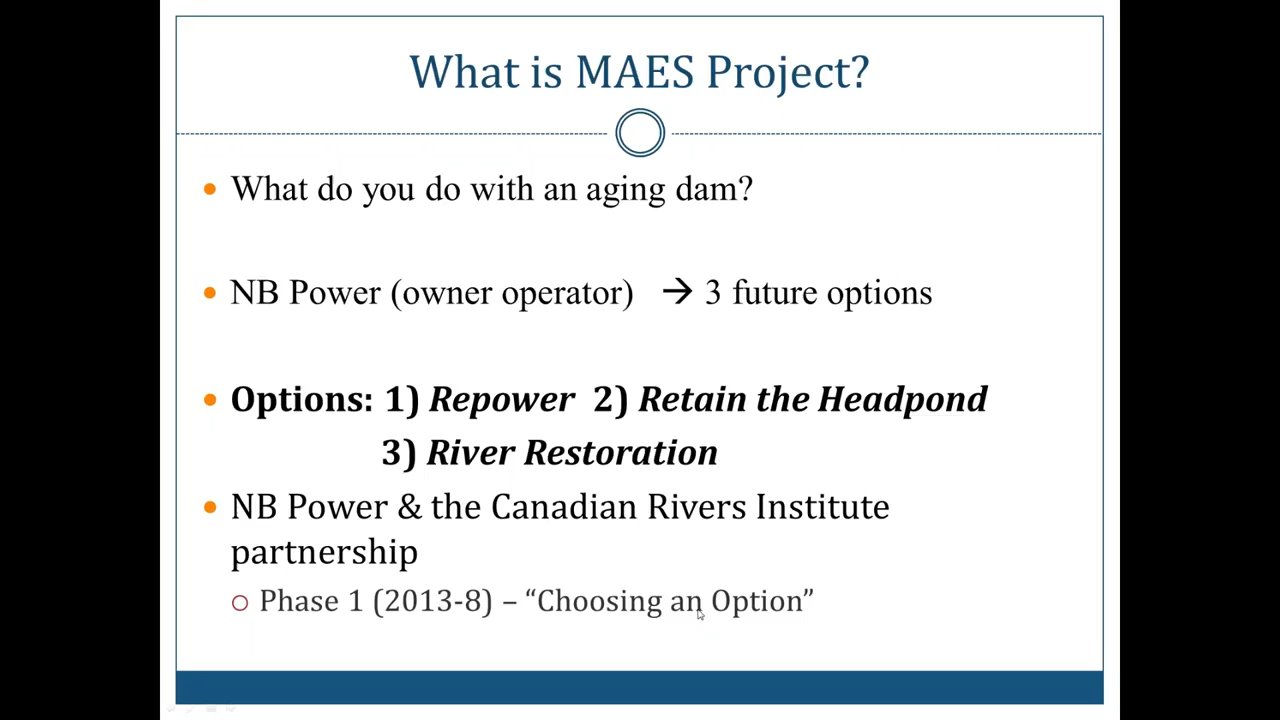 What is MAES Project?
• What do you do with an aging dam?
• NB Power (owner operator) → 3 future options
• Options: 1) Repower 2) Retain the Headpond
3) River Restoration
• NB Power & the Canadian Rivers Institute
partnership
○ Phase 1 (2013-8) – “Choosing an Option”